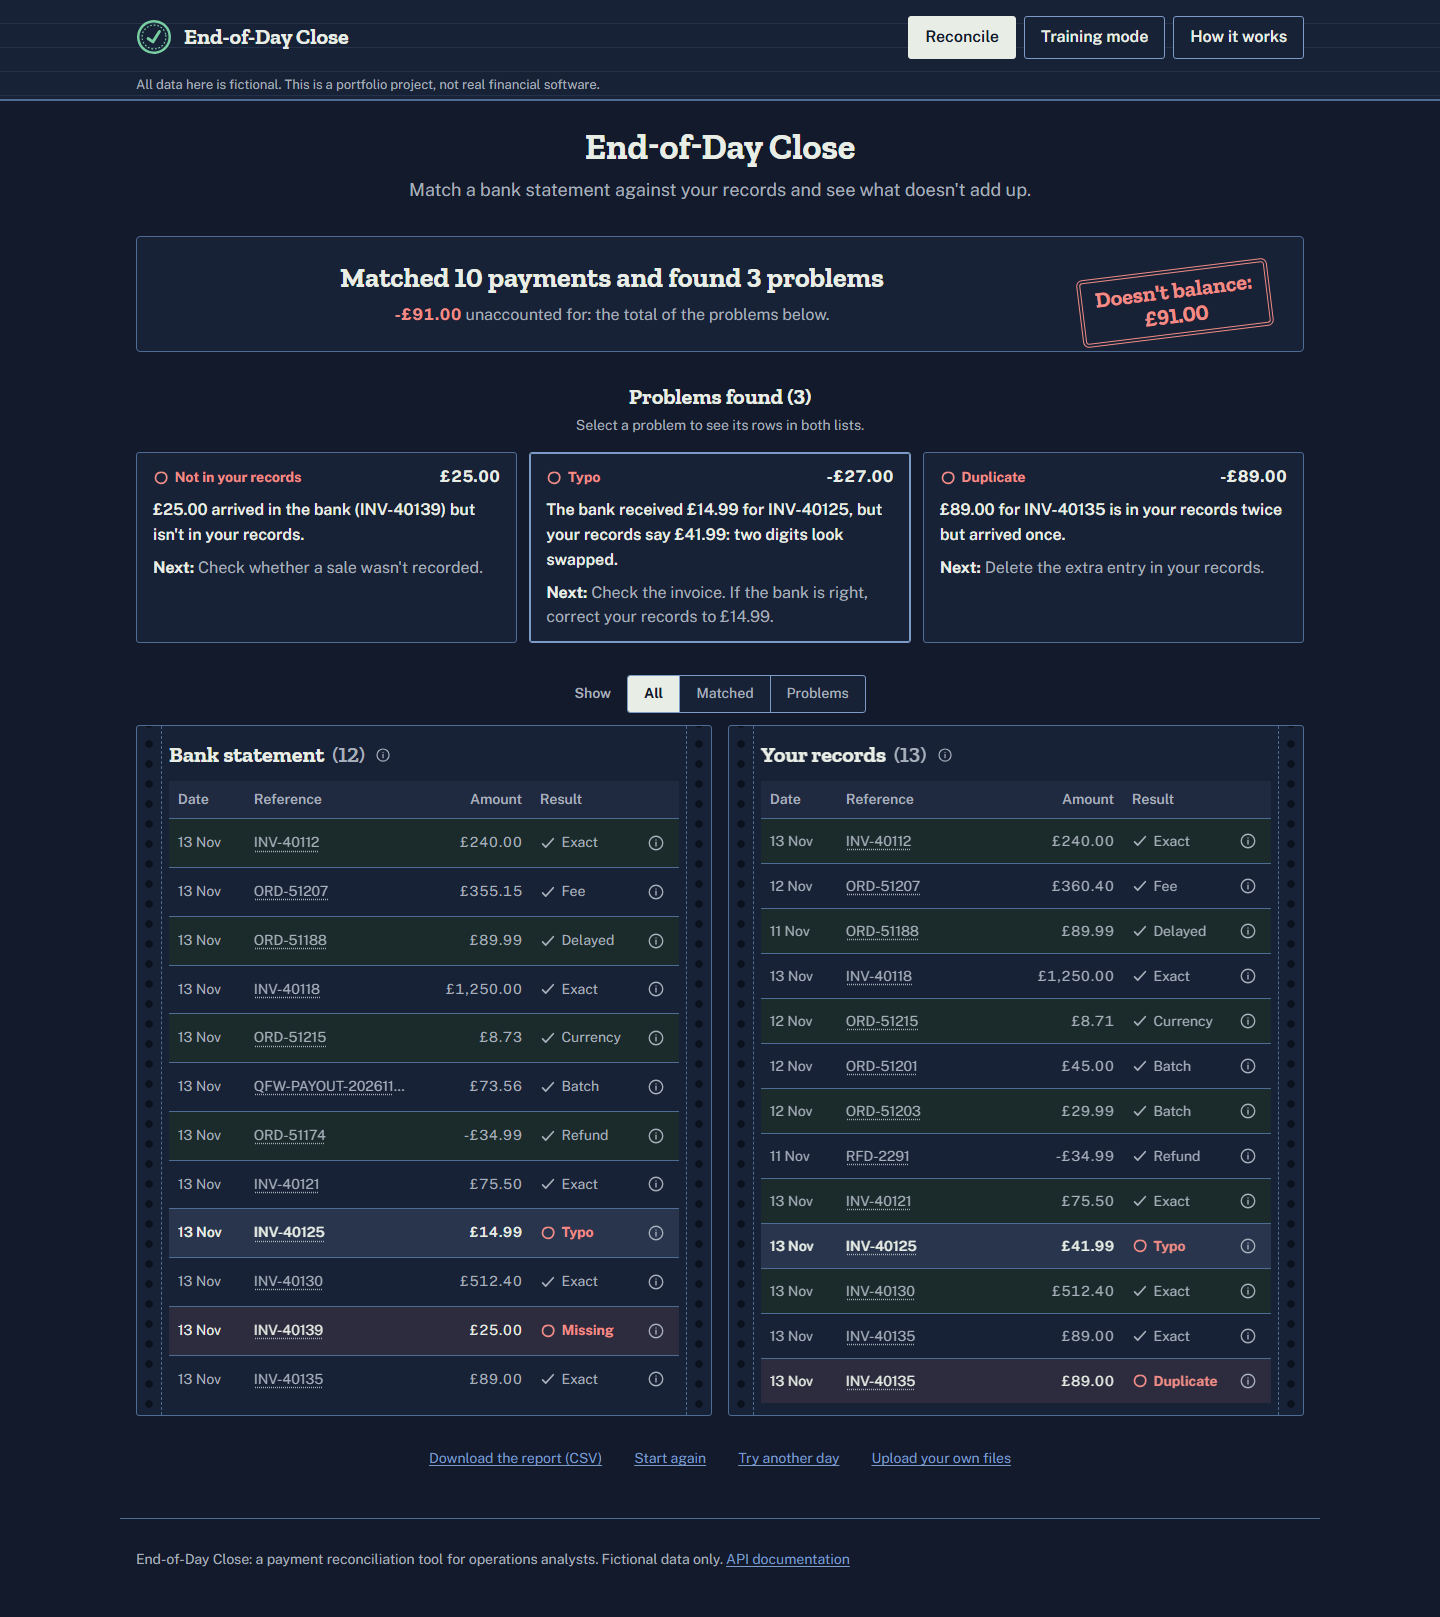 End-of-Day Close
Reconcile
Training mode
How it works
All data here is fictional. This is a portfolio project, not real financial software.
End-of-Day Close
Match a bank statement against your records and see what doesn't add up.
Matched 10 payments and found 3 problems
-£91.00 unaccounted for: the total of the problems below.
Doesn't balance:
£91.00
Problems found (3)
Select a problem to see its rows in both lists.
Not in your records £25.00
£25.00 arrived in the bank (INV-40139) but
isn't in your records.
Next: Check whether a sale wasn't recorded.
Typo -£27.00
The bank received £14.99 for INV-40125, but
your records say £41.99: two digits look
swapped.
Next: Check the invoice. If the bank is right,
correct your records to £14.99.
Duplicate -£89.00
£89.00 for INV-40135 is in your records twice
but arrived once.
Next: Delete the extra entry in your records.
Show All Matched Problems
Bank statement (12)
Date Reference Amount Result
13 Nov INV-40112 £240.00 Exact
13 Nov ORD-51207 £355.15 Fee
13 Nov ORD-51188 £89.99 Delayed
13 Nov INV-40118 £1,250.00 Exact
13 Nov ORD-51215 £8.73 Currency
13 Nov QFW-PAYOUT-202611... £73.56 Batch
13 Nov ORD-51174 -£34.99 Refund
13 Nov INV-40121 £75.50 Exact
13 Nov INV-40125 £14.99 Typo
13 Nov INV-40130 £512.40 Exact
13 Nov INV-40139 £25.00 Missing
13 Nov INV-40135 £89.00 Exact
Your records (13)
Date Reference Amount Result
13 Nov INV-40112 £240.00 Exact
12 Nov ORD-51207 £360.40 Fee
11 Nov ORD-51188 £89.99 Delayed
13 Nov INV-40118 £1,250.00 Exact
12 Nov ORD-51215 £8.71 Currency
12 Nov ORD-51201 £45.00 Batch
12 Nov ORD-51203 £29.99 Batch
11 Nov RFD-2291 -£34.99 Refund
13 Nov INV-40121 £75.50 Exact
13 Nov INV-40125 £41.99 Typo
13 Nov INV-40130 £512.40 Exact
13 Nov INV-40135 £89.00 Exact
13 Nov INV-40135 £89.00 Duplicate
Download the report (CSV)
Start again
Try another day
Upload your own files
End-of-Day Close: a payment reconciliation tool for operations analysts. Fictional data only. API documentation